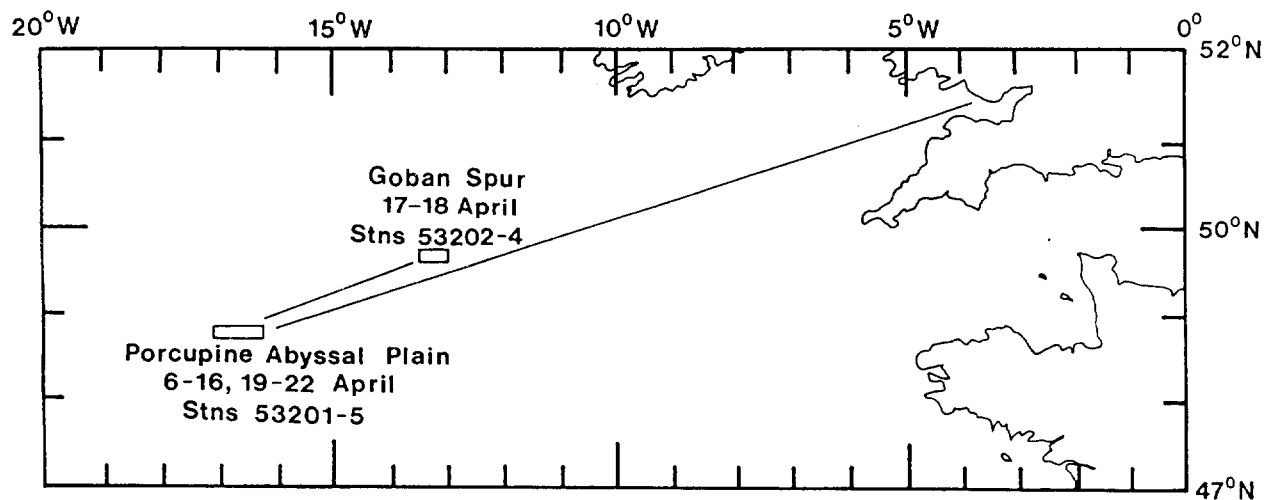 20°W 15°W 10°W 5°W 0°
52°N
Goban Spur
17-18 April
Stns 53202-4
50°N
Porcupine Abyssal Plain
6-16, 19-22 April
Stns 53201-5
47°N